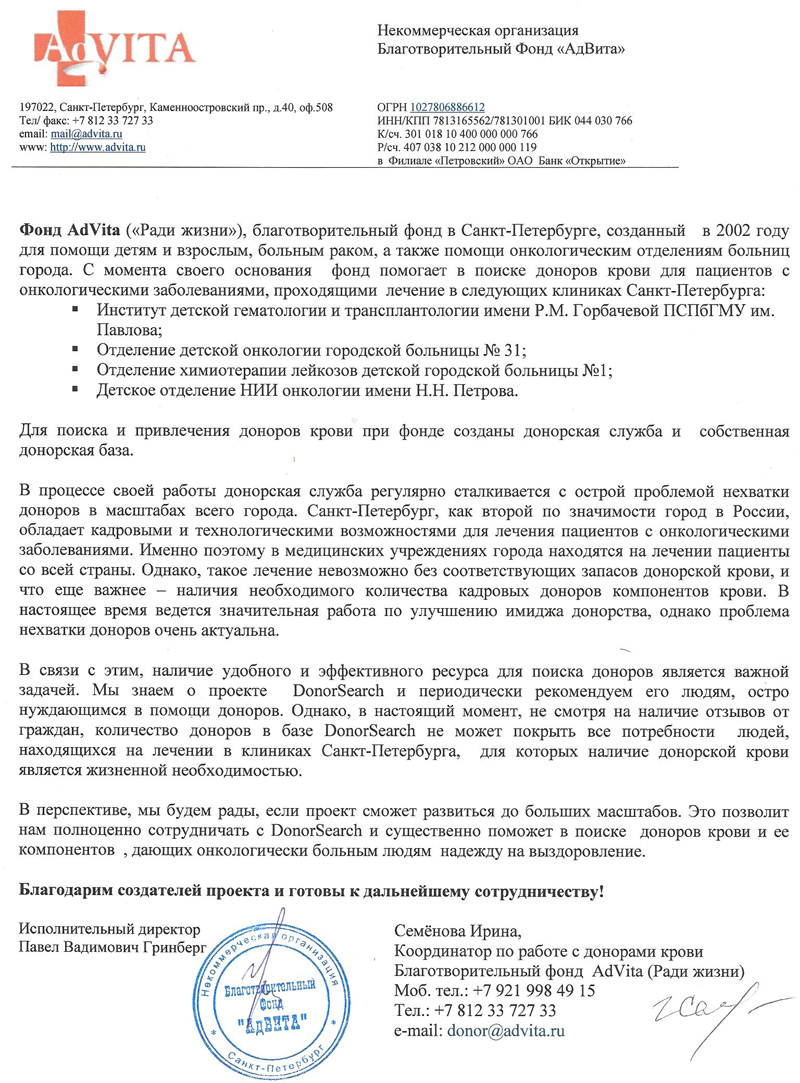 AdVITA
Некоммерческая организация
Благотворительный Фонд «АдВита»
197022, Санкт-Петербург, Каменноостровский пр., д.40, оф.508
Тел/ факс: +7 812 33 727 33
email: mail@advita.ru
www: http://www.advita.ru
ОГРН 1027806886612
ИНН/КПП 7813165562/781301001 БИК 044 030 766
К/сч. 301 018 10 400 000 000 766
Р/сч. 407 038 10 212 000 000 119
в Филиале «Петровский» ОАО Банк «Открытие»
Фонд AdVita («Ради жизни»), благотворительный фонд в Санкт-Петербурге, созданный в 2002 году
для помощи детям и взрослым, больным раком, а также помощи онкологическим отделениям больниц
города. С момента своего основания фонд помогает в поиске доноров крови для пациентов с
онкологическими заболеваниями, проходящими лечение в следующих клиниках Санкт-Петербурга:
▪ Институт детской гематологии и трансплантологии имени Р.М. Горбачевой ПСПбГМУ им.
Павлова;
▪ Отделение детской онкологии городской больницы № 31;
▪ Отделение химиотерапии лейкозов детской городской больницы №1;
▪ Детское отделение НИИ онкологии имени Н.Н. Петрова.
Для поиска и привлечения доноров крови при фонде созданы донорская служба и собственная
донорская база.
В процессе своей работы донорская служба регулярно сталкивается с острой проблемой нехватки
доноров в масштабах всего города. Санкт-Петербург, как второй по значимости город в России,
обладает кадровыми и технологическими возможностями для лечения пациентов с онкологическими
заболеваниями. Именно поэтому в медицинских учреждениях города находятся на лечении пациенты
со всей страны. Однако, такое лечение невозможно без соответствующих запасов донорской крови, и
что еще важнее – наличия необходимого количества кадровых доноров компонентов крови. В
настоящее время ведется значительная работа по улучшению имиджа донорства, однако проблема
нехватки доноров очень актуальна.
В связи с этим, наличие удобного и эффективного ресурса для поиска доноров является важной
задачей. Мы знаем о проекте DonorSearch и периодически рекомендуем его людям, остро
нуждающимся в помощи доноров. Однако, в настоящий момент, не смотря на наличие отзывов от
граждан, количество доноров в базе DonorSearch не может покрыть все потребности людей,
находящихся на лечении в клиниках Санкт-Петербурга, для которых наличие донорской крови
является жизненной необходимостью.
В перспективе, мы будем рады, если проект сможет развиться до больших масштабов. Это позволит
нам полноценно сотрудничать с DonorSearch и существенно поможет в поиске доноров крови и ее
компонентов , дающих онкологически больным людям надежду на выздоровление.
Благодарим создателей проекта и готовы к дальнейшему сотрудничеству!
Исполнительный директор
Павел Вадимович Гринберг
Некоммерческая организация
Благотворительный
Фонд
"АдВИТА"
* Санкт-Петербург *
Семёнова Ирина,
Координатор по работе с донорами крови
Благотворительный фонд AdVita (Ради жизни)
Моб. тел.: +7 921 998 49 15
Тел.: +7 812 33 727 33
e-mail: donor@advita.ru